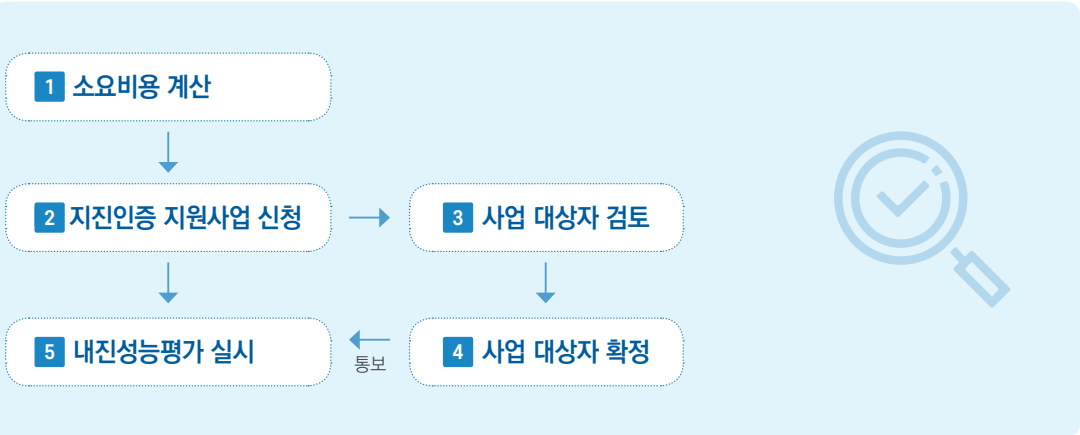 1 소요비용 계산
2 지진인증 지원사업 신청
3 사업 대상자 검토
5 내진성능평가 실시
통보
4 사업 대상자 확정